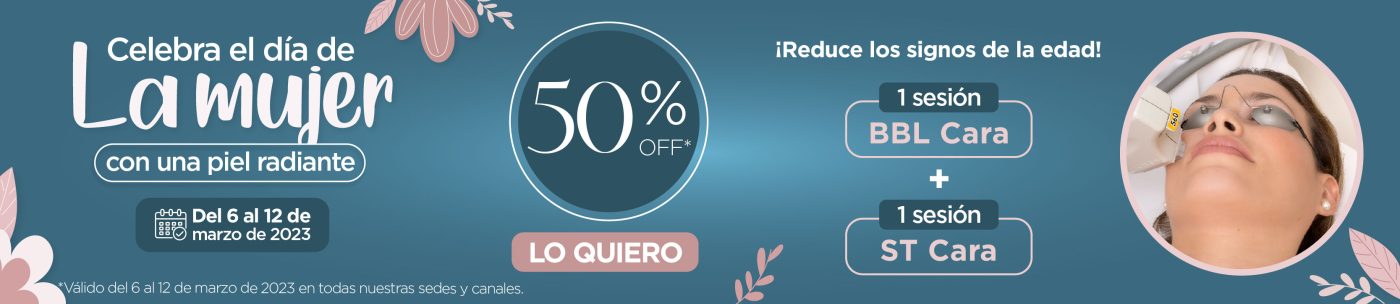 Celebra el día de
La mujer
con una piel radiante
Del 6 al 12 de
marzo de 2023
*Válido del 6 al 12 de marzo de 2023 en todas nuestras sedes y canales.
50%
OFF*
LO QUIERO
¡Reduce los signos de la edad!
1 sesión
BBL Cara
+
1 sesión
ST Cara